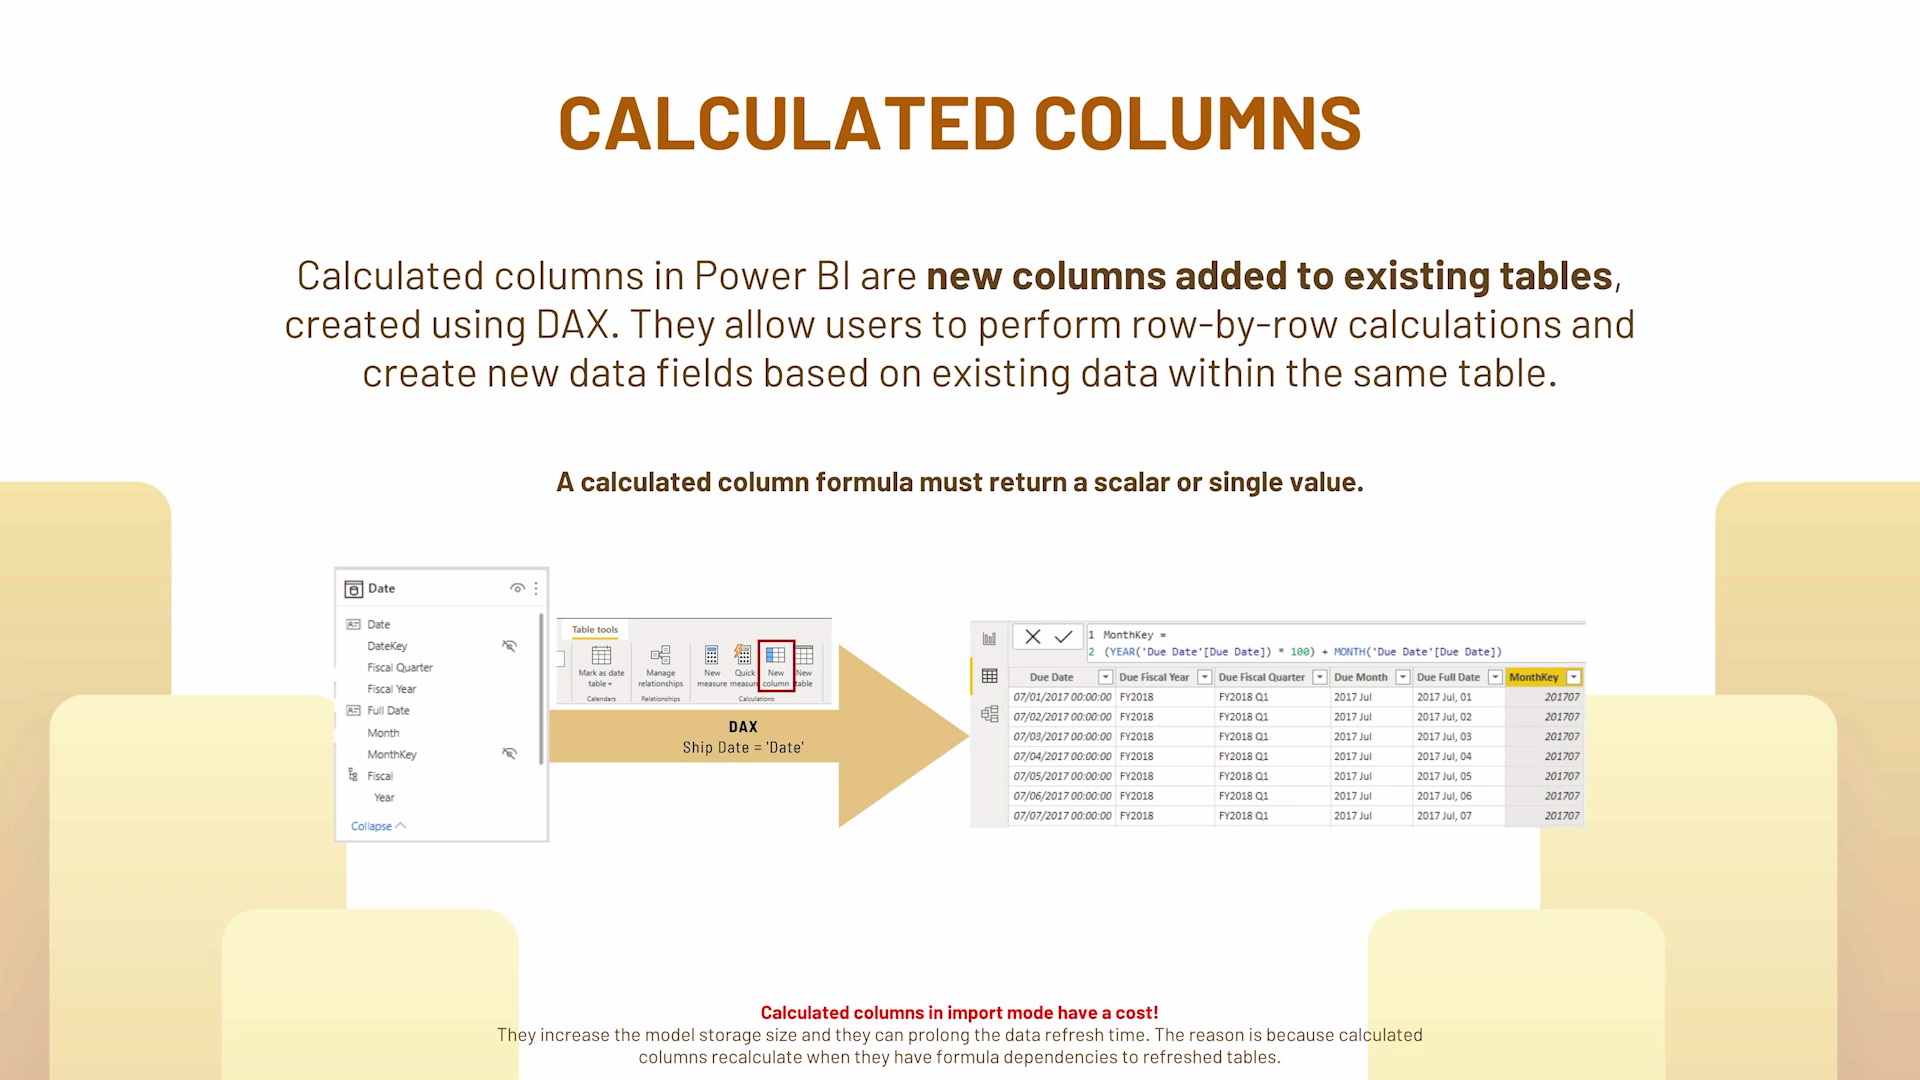 CALCULATED COLUMNS
Calculated columns in Power BI are new columns added to existing tables,
created using DAX. They allow users to perform row-by-row calculations and
create new data fields based on existing data within the same table.
A calculated column formula must return a scalar or single value.
Date
Date
DateKey
Fiscal Quarter
Fiscal Year
Full Date
Month
MonthKey
Fiscal
Year
Collapse
Table tools
Mark as date table
Manage relationships
New measure
Quick measure
New column
New table
Calendars
Relationships
Calculations
DAX
Ship Date = 'Date'
1 MonthKey =
2 (YEAR('Due Date'[Due Date]) * 100) + MONTH('Due Date'[Due Date])
Due Date Due Fiscal Year Due Fiscal Quarter Due Month Due Full Date MonthKey
07/01/2017 00:00:00 FY2018 FY2018 Q1 2017 Jul 2017 Jul, 01 201707
07/02/2017 00:00:00 FY2018 FY2018 Q1 2017 Jul 2017 Jul, 02 201707
07/03/2017 00:00:00 FY2018 FY2018 Q1 2017 Jul 2017 Jul, 03 201707
07/04/2017 00:00:00 FY2018 FY2018 Q1 2017 Jul 2017 Jul, 04 201707
07/05/2017 00:00:00 FY2018 FY2018 Q1 2017 Jul 2017 Jul, 05 201707
07/06/2017 00:00:00 FY2018 FY2018 Q1 2017 Jul 2017 Jul, 06 201707
07/07/2017 00:00:00 FY2018 FY2018 Q1 2017 Jul 2017 Jul, 07 201707
Calculated columns in import mode have a cost!
They increase the model storage size and they can prolong the data refresh time. The reason is because calculated
columns recalculate when they have formula dependencies to refreshed tables.